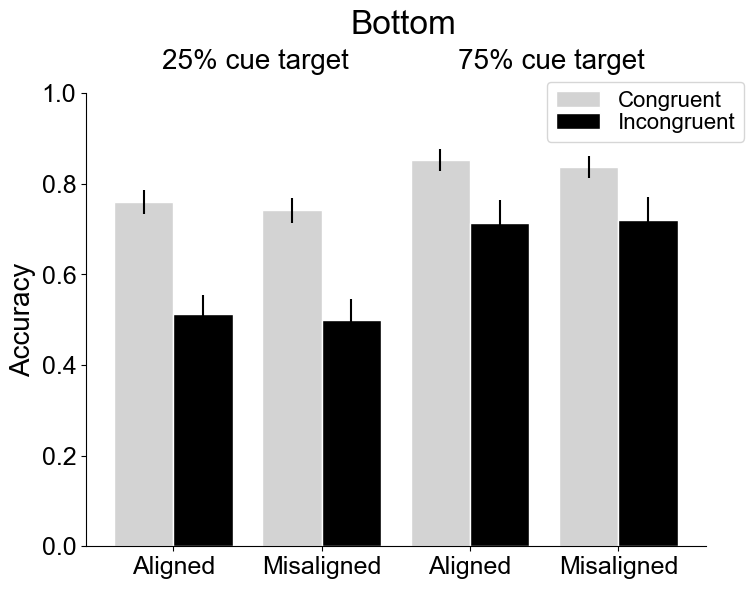 Bottom
25% cue target 75% cue target
Congruent
Incongruent
1.0
0.8
0.6
0.4
0.2
0.0
Accuracy
Aligned Misaligned Aligned Misaligned